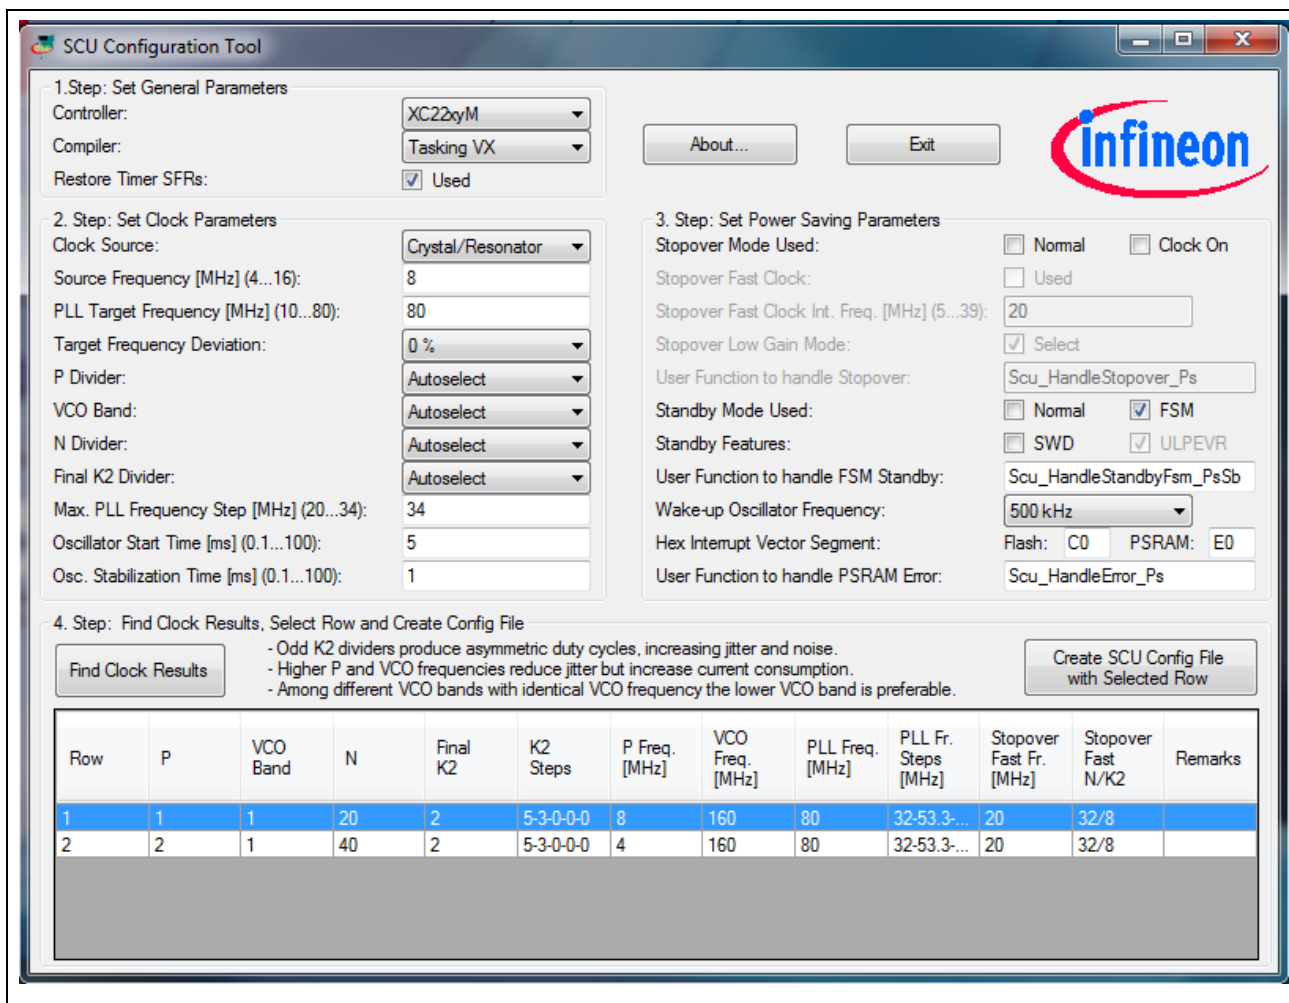 SCU Configuration Tool
1.Step: Set General Parameters
Controller: XC22xyM
Compiler: Tasking VX
Restore Timer SFRs: Used
About... Exit
infineon
2. Step: Set Clock Parameters
Clock Source: Crystal/Resonator
Source Frequency [MHz] (4...16): 8
PLL Target Frequency [MHz] (10...80): 80
Target Frequency Deviation: 0 %
P Divider: Autoselect
VCO Band: Autoselect
N Divider: Autoselect
Final K2 Divider: Autoselect
Max. PLL Frequency Step [MHz] (20...34): 34
Oscillator Start Time [ms] (0.1...100): 5
Osc. Stabilization Time [ms] (0.1...100): 1
3. Step: Set Power Saving Parameters
Stopover Mode Used: Normal Clock On
Stopover Fast Clock: Used
Stopover Fast Clock Int. Freq. [MHz] (5...39): 20
Stopover Low Gain Mode: Select
User Function to handle Stopover: Scu_HandleStopover_Ps
Standby Mode Used: Normal FSM
Standby Features: SWD ULPEVR
User Function to handle FSM Standby: Scu_HandleStandbyFsm_PsSb
Wake-up Oscillator Frequency: 500 kHz
Hex Interrupt Vector Segment: Flash: C0 PSRAM: E0
User Function to handle PSRAM Error: Scu_HandleError_Ps
4. Step: Find Clock Results, Select Row and Create Config File
Find Clock Results
- Odd K2 dividers produce asymmetric duty cycles, increasing jitter and noise.
- Higher P and VCO frequencies reduce jitter but increase current consumption.
- Among different VCO bands with identical VCO frequency the lower VCO band is preferable.
Create SCU Config File
with Selected Row
Row P VCO Band N Final K2 K2 Steps P Freq. [MHz] VCO Freq. [MHz] PLL Freq. [MHz] PLL Fr. Steps [MHz] Stopover Fast Fr. [MHz] Stopover Fast N/K2 Remarks
1 1 1 20 2 5-3-0-0-0 8 160 80 32-53.3-... 20 32/8
2 2 1 40 2 5-3-0-0-0 4 160 80 32-53.3-... 20 32/8